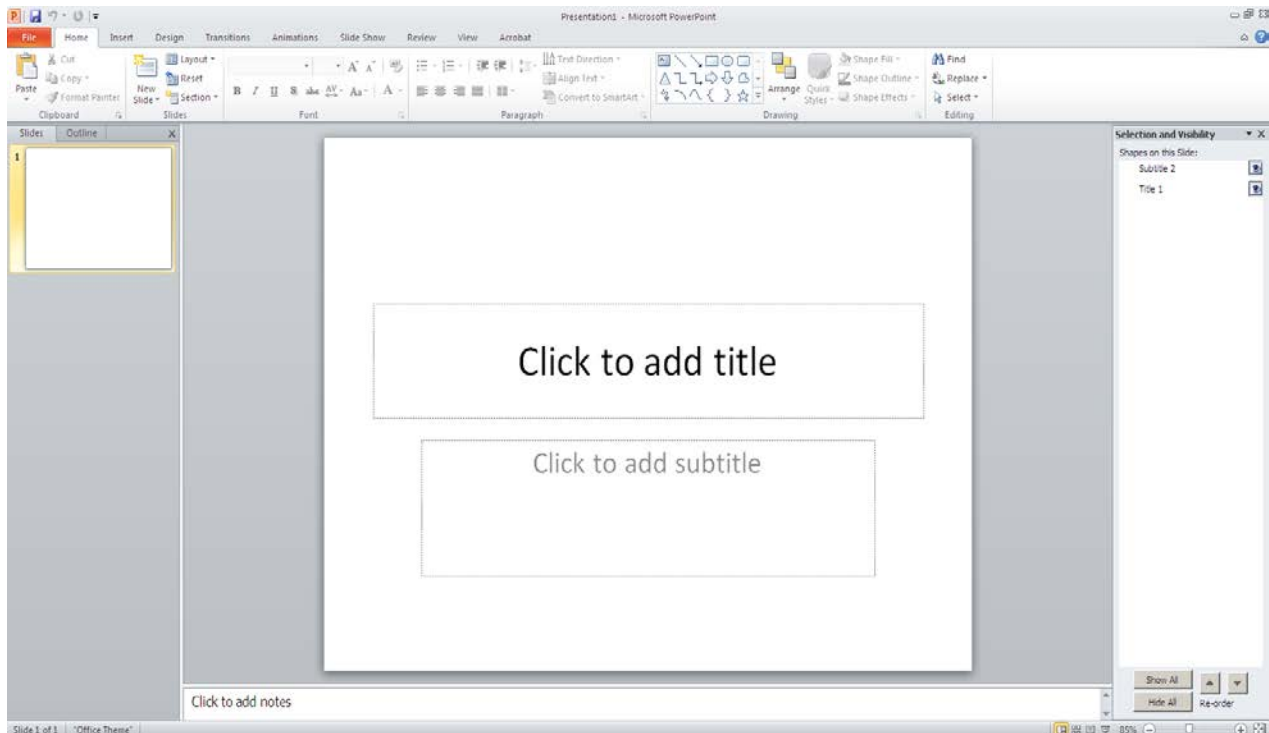 Presentation1 - Microsoft PowerPoint
File Home Insert Design Transitions Animations Slide Show Review View Acrobat
Paste
Cut
Copy
Format Painter
Clipboard
New Slide
Layout
Reset
Section
Slides
B I U S abc AV Aa A
Font
Text Direction
Align Text
Convert to SmartArt
Paragraph
Arrange
Quick Styles
Shape Fill
Shape Outline
Shape Effects
Drawing
Find
Replace
Select
Editing
Slides Outline
1
Click to add title
Click to add subtitle
Click to add notes
Selection and Visibility
Shapes on this Slide:
Subtitle 2
Title 1
Show All
Hide All
Re-order
Slide 1 of 1 "Office Theme" 85%